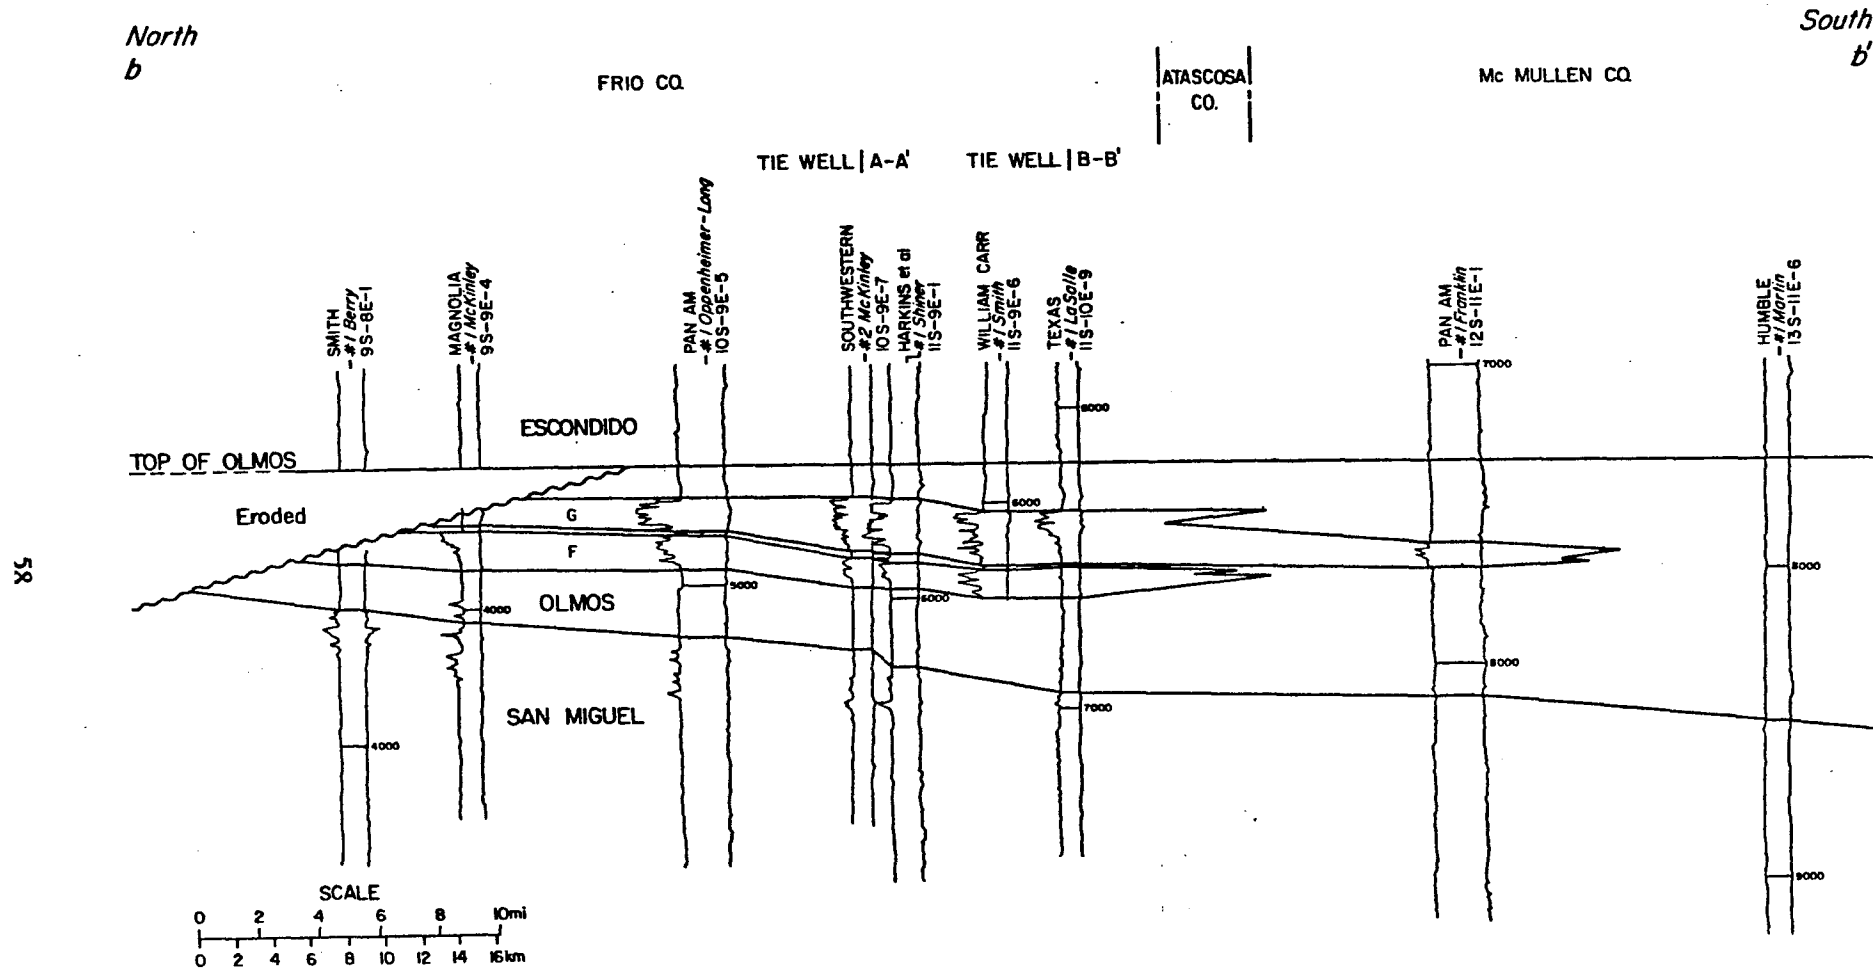 North
b
South
b'
FRIO CO.
ATASCOSA
CO.
Mc MULLEN CO.
TIE WELL | A-A'
TIE WELL | B-B'
SMITH
-#1 Berry
9S-8E-1
MAGNOLIA
-#1 McKinley
9S-9E-4
PAN AM
-#1 Oppenheimer-Long
10S-9E-5
SOUTHWESTERN
-#2 McKinley
10S-9E-7
HARKINS et al
-#1 Shiner
11S-9E-1
WILLIAM CARR
-#1 Smith
11S-9E-6
TEXAS
-#1 LaSalle
11S-10E-9
PAN AM
-#1 Franklin
12S-11E-1
HUMBLE
-#1 Martin
13S-11E-6
7000
6000
ESCONDIDO
TOP OF OLMOS
Eroded
G
6000
F
8000
5000
OLMOS
4000
5000
8000
SAN MIGUEL
7000
4000
9000
58
SCALE
0 2 4 6 8 10mi
0 2 4 6 8 10 12 14 16km